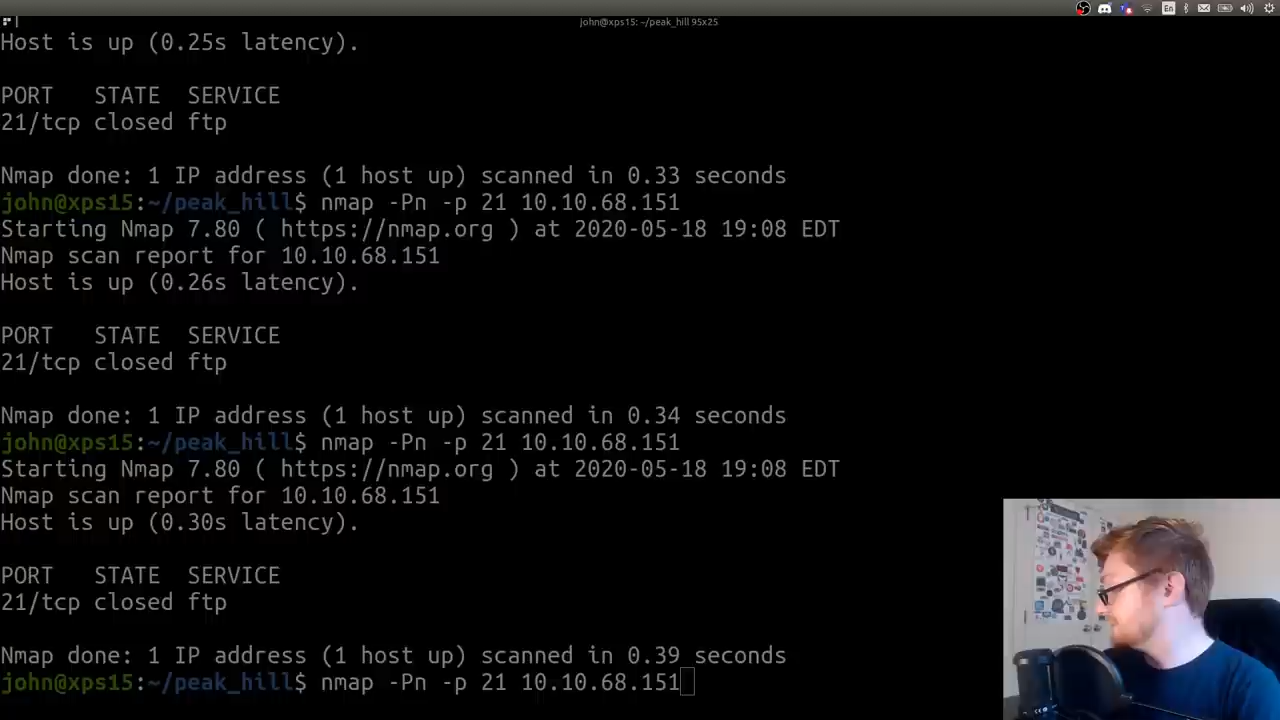 john@xps15: ~/peak_hill 95x25
En
Host is up (0.25s latency).
PORT STATE SERVICE
21/tcp closed ftp
Nmap done: 1 IP address (1 host up) scanned in 0.33 seconds
john@xps15:~/peak_hill$ nmap -Pn -p 21 10.10.68.151
Starting Nmap 7.80 ( https://nmap.org ) at 2020-05-18 19:08 EDT
Nmap scan report for 10.10.68.151
Host is up (0.26s latency).
PORT STATE SERVICE
21/tcp closed ftp
Nmap done: 1 IP address (1 host up) scanned in 0.34 seconds
john@xps15:~/peak_hill$ nmap -Pn -p 21 10.10.68.151
Starting Nmap 7.80 ( https://nmap.org ) at 2020-05-18 19:08 EDT
Nmap scan report for 10.10.68.151
Host is up (0.30s latency).
PORT STATE SERVICE
21/tcp closed ftp
Nmap done: 1 IP address (1 host up) scanned in 0.39 seconds
john@xps15:~/peak_hill$ nmap -Pn -p 21 10.10.68.151